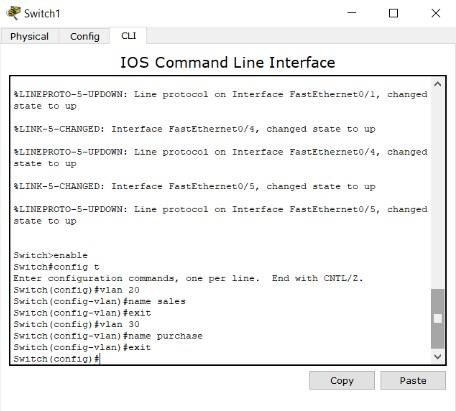 Switch1
Physical Config CLI
IOS Command Line Interface
%LINEPROTO-5-UPDOWN: Line protocol on Interface FastEthernet0/1, changed
state to up
%LINK-5-CHANGED: Interface FastEthernet0/4, changed state to up
%LINEPROTO-5-UPDOWN: Line protocol on Interface FastEthernet0/4, changed
state to up
%LINK-5-CHANGED: Interface FastEthernet0/5, changed state to up
%LINEPROTO-5-UPDOWN: Line protocol on Interface FastEthernet0/5, changed
state to up
Switch>enable
Switch#config t
Enter configuration commands, one per line.  End with CNTL/Z.
Switch(config)#vlan 20
Switch(config-vlan)#name sales
Switch(config-vlan)#exit
Switch(config)#vlan 30
Switch(config-vlan)#name purchase
Switch(config-vlan)#exit
Switch(config)#
Copy Paste